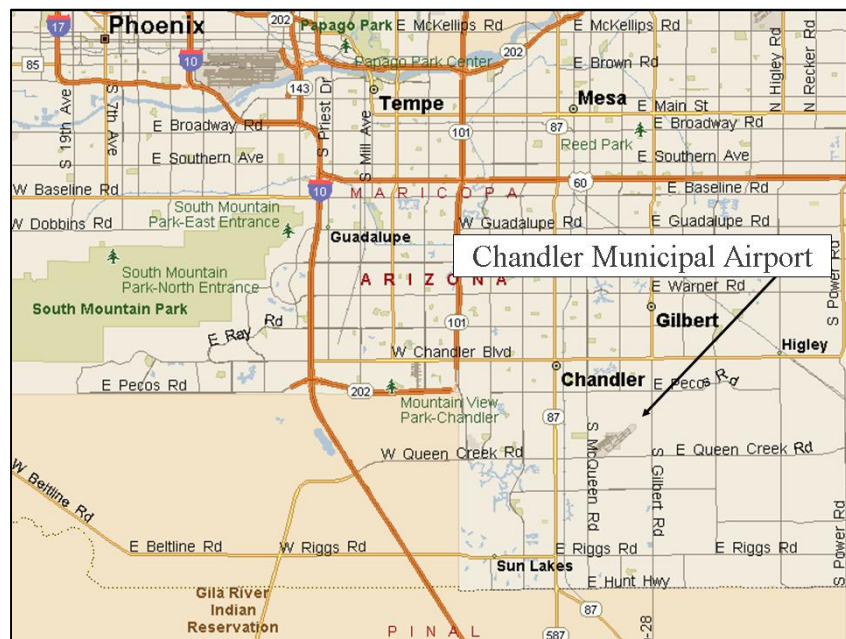 17
Phoenix
202
Papago Park
E McKellips Rd
E McKellips Rd
10
85
Papago Park Center
202
E Brown Rd
N Higley Rd
N Recker Rd
143
Tempe
Mesa
E Main St
S 19th Ave
S 7th Ave
E Broadway Rd
S Priest Dr
S Mill Ave
101
87
E Broadway Rd
Reed Park
E Southern Ave
E Southern Ave
W Baseline Rd
10
60
E Baseline Rd
MARICOPA
W Dobbins Rd
South Mountain
Park-East Entrance
Guadalupe
W Guadalupe Rd
E Guadalupe Rd
Chandler Municipal Airport
South Mountain
Park-North Entrance
ARIZONA
E Warner Rd
S Power Rd
South Mountain Park
E Ray Rd
101
Gilbert
W Chandler Blvd
Higley
E Pecos Rd
202
Mountain View
Park-Chandler
Chandler
E Pecos Rd
87
S McQueen Rd
S Gilbert Rd
W Queen Creek Rd
E Queen Creek Rd
W Beltline Rd
E Beltline Rd
W Riggs Rd
E Riggs Rd
E Riggs Rd
S Power Rd
Sun Lakes
E Hunt Hwy
Gila River
Indian
Reservation
87
PINAL
587
-28